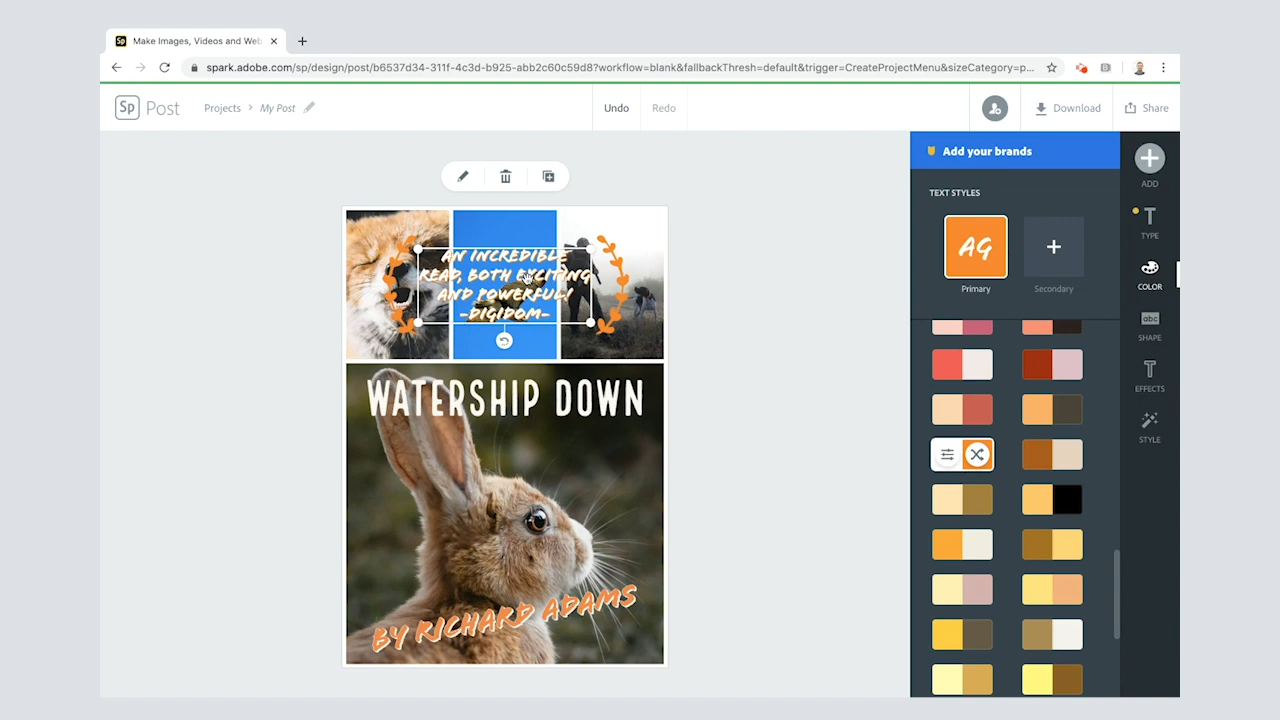 Sp Make Images, Videos and Web
spark.adobe.com/sp/design/post/b6537d34-311f-4c3d-b925-abb2c60c59d8?workflow=blank&fallbackThresh=default&trigger=CreateProjectMenu&sizeCategory=p...
Sp Post
Projects > My Post
Undo
Redo
Download
Share
Add your brands
TEXT STYLES
AG
Primary
Secondary
ADD
TYPE
COLOR
abc
SHAPE
EFFECTS
STYLE
AN INCREDIBLE
READ, BOTH EXCITING
AND POWERFUL!
-DIGIDOM-
WATERSHIP DOWN
BY RICHARD ADAMS